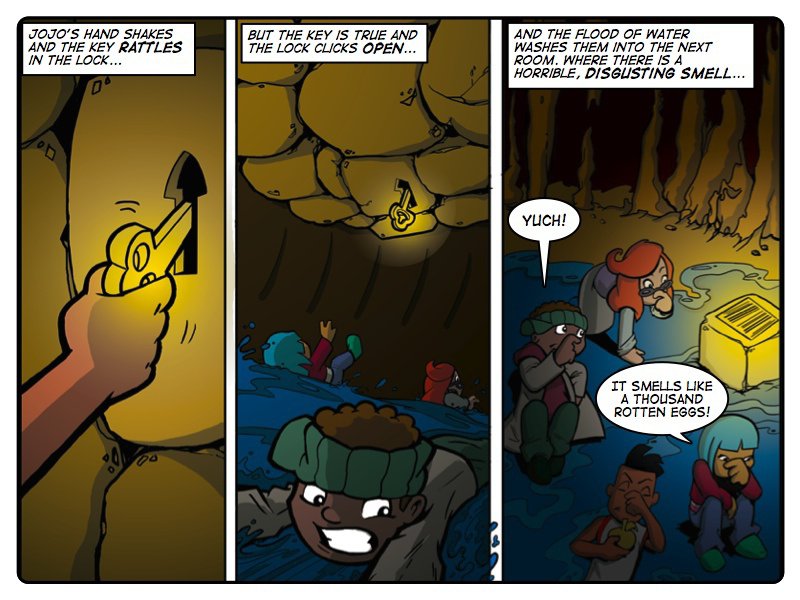 JOJO'S HAND SHAKES
AND THE KEY RATTLES
IN THE LOCK...
BUT THE KEY IS TRUE AND
THE LOCK CLICKS OPEN...
AND THE FLOOD OF WATER
WASHES THEM INTO THE NEXT
ROOM. WHERE THERE IS A
HORRIBLE, DISGUSTING SMELL...
YUCH!
IT SMELLS LIKE
A THOUSAND
ROTTEN EGGS!